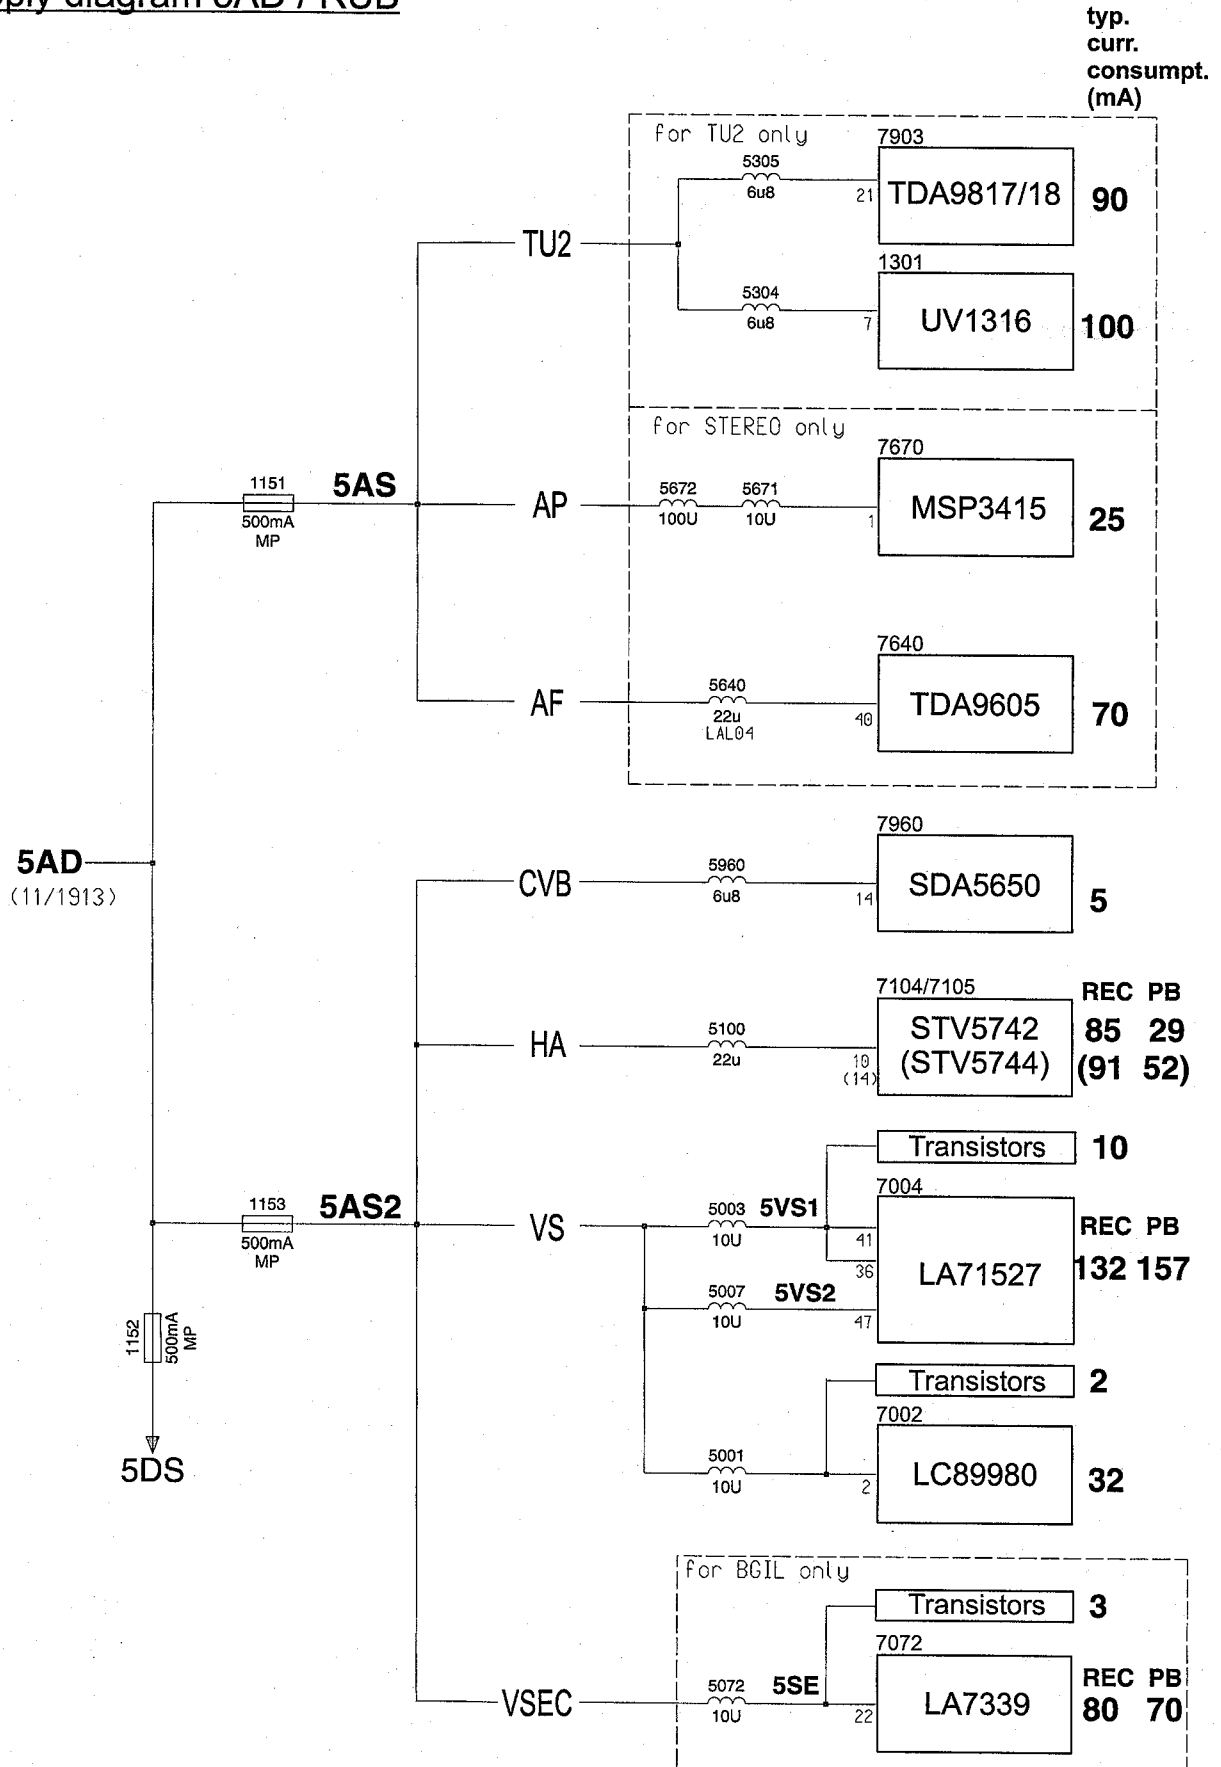 diagram 5AD / RUB
typ.
curr.
consumpt.
(mA)
for TU2 only
7903
5305
6u8
21
TDA9817/18
90
TU2
1301
5304
6u8
7
UV1316
100
for STEREO only
7670
1151
500mA
MP
5AS
AP
5672
100U
5671
10U
1
MSP3415
25
7640
AF
5640
22u
LAL04
40
TDA9605
70
5AD
(11/1913)
7960
CVB
5960
6u8
14
SDA5650
5
7104/7105
REC PB
HA
5100
22u
10
(14)
STV5742
(STV5744)
85 29
(91 52)
Transistors
10
7004
1153
500mA
MP
5AS2
VS
5003
10U
5VS1
41
36
LA71527
REC PB
132 157
5007
10U
5VS2
47
1152
500mA
MP
5DS
Transistors
2
7002
5001
10U
2
LC89980
32
for BGIL only
Transistors
3
7072
VSEC
5072
10U
5SE
22
LA7339
REC PB
80 70